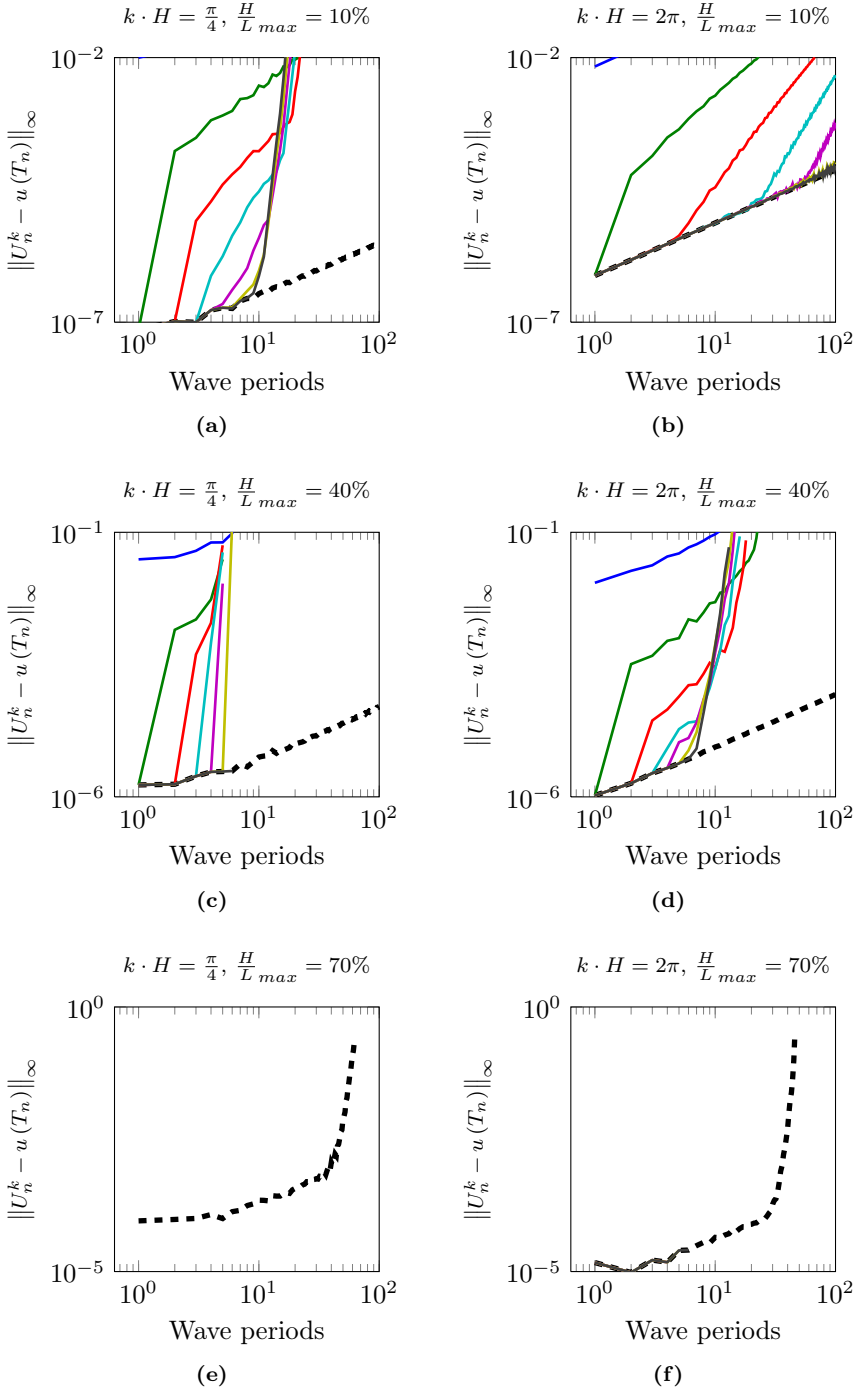 k · H = π/4, H/L max = 10%
‖U_n^k − u (T_n)‖_∞
10^−2
10^−7
10^0 10^1 10^2
Wave periods
(a)
k · H = 2π, H/L max = 10%
‖U_n^k − u (T_n)‖_∞
10^−2
10^−7
10^0 10^1 10^2
Wave periods
(b)
k · H = π/4, H/L max = 40%
‖U_n^k − u (T_n)‖_∞
10^−1
10^−6
10^0 10^1 10^2
Wave periods
(c)
k · H = 2π, H/L max = 40%
‖U_n^k − u (T_n)‖_∞
10^−1
10^−6
10^0 10^1 10^2
Wave periods
(d)
k · H = π/4, H/L max = 70%
‖U_n^k − u (T_n)‖_∞
10^0
10^−5
10^0 10^1 10^2
Wave periods
(e)
k · H = 2π, H/L max = 70%
‖U_n^k − u (T_n)‖_∞
10^0
10^−5
10^0 10^1 10^2
Wave periods
(f)